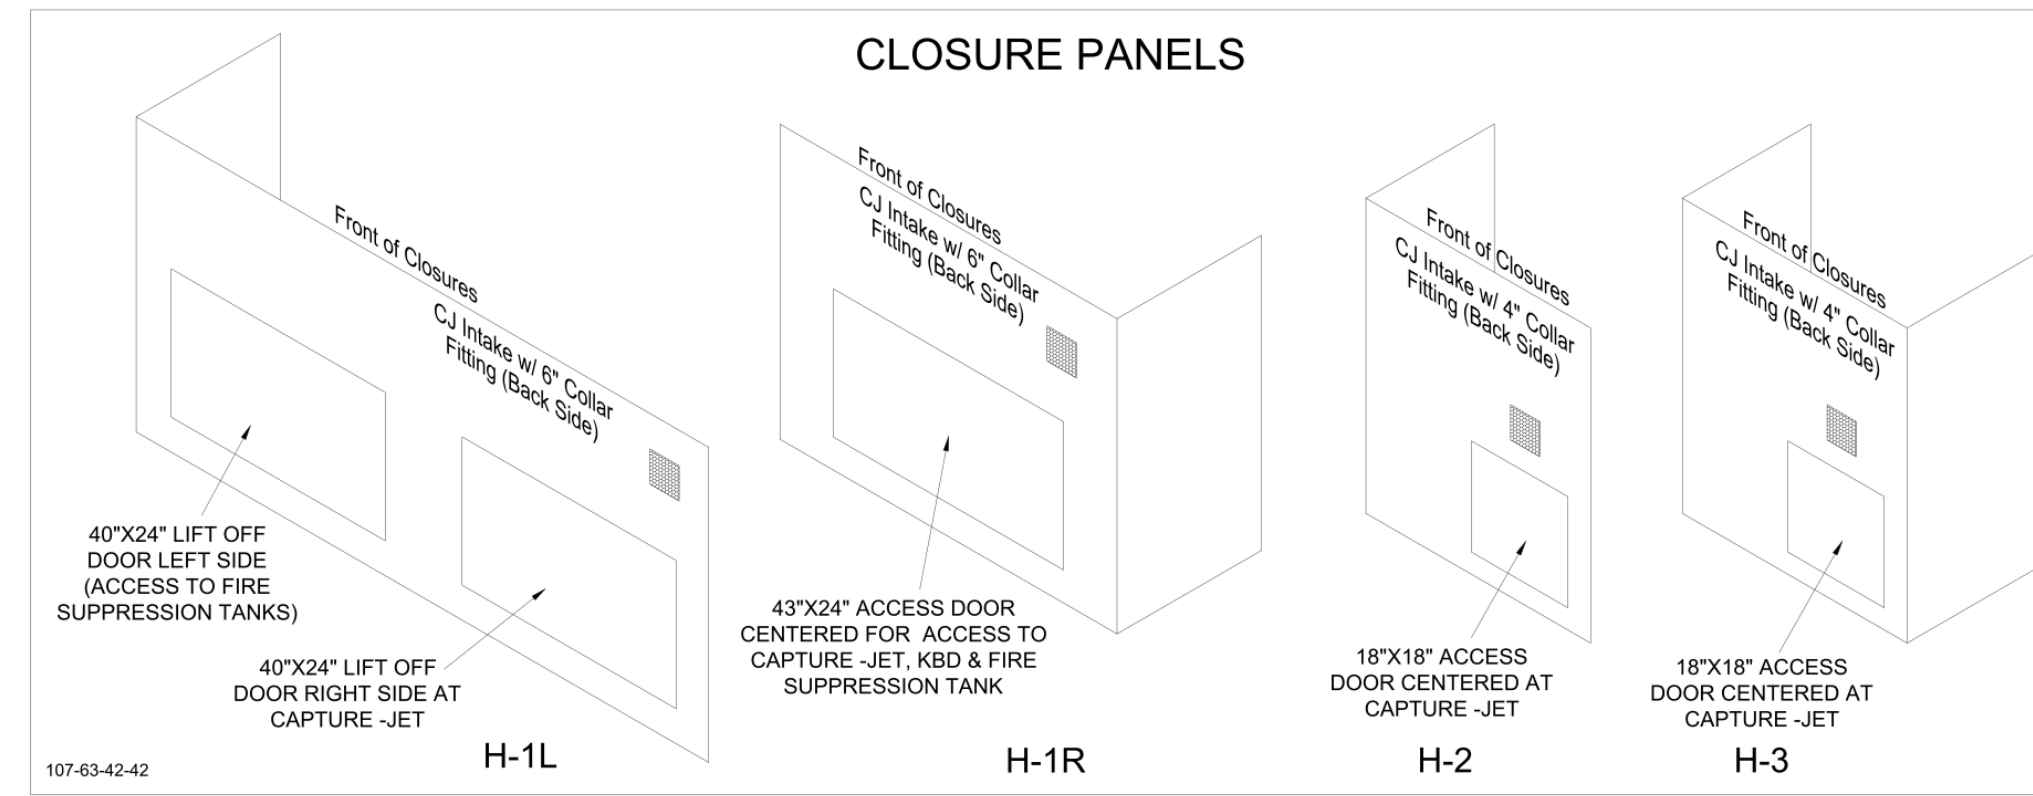 CLOSURE PANELS
Front of Closures
CJ Intake w/ 6" Collar
Fitting (Back Side)
40"X24" LIFT OFF
DOOR LEFT SIDE
(ACCESS TO FIRE
SUPPRESSION TANKS)
40"X24" LIFT OFF
DOOR RIGHT SIDE AT
CAPTURE -JET
H-1L
Front of Closures
CJ Intake w/ 6" Collar
Fitting (Back Side)
43"X24" ACCESS DOOR
CENTERED FOR ACCESS TO
CAPTURE -JET, KBD & FIRE
SUPPRESSION TANK
H-1R
Front of Closures
CJ Intake w/ 4" Collar
Fitting (Back Side)
18"X18" ACCESS
DOOR CENTERED AT
CAPTURE -JET
H-2
Front of Closures
CJ Intake w/ 4" Collar
Fitting (Back Side)
18"X18" ACCESS
DOOR CENTERED AT
CAPTURE -JET
H-3
107-63-42-42